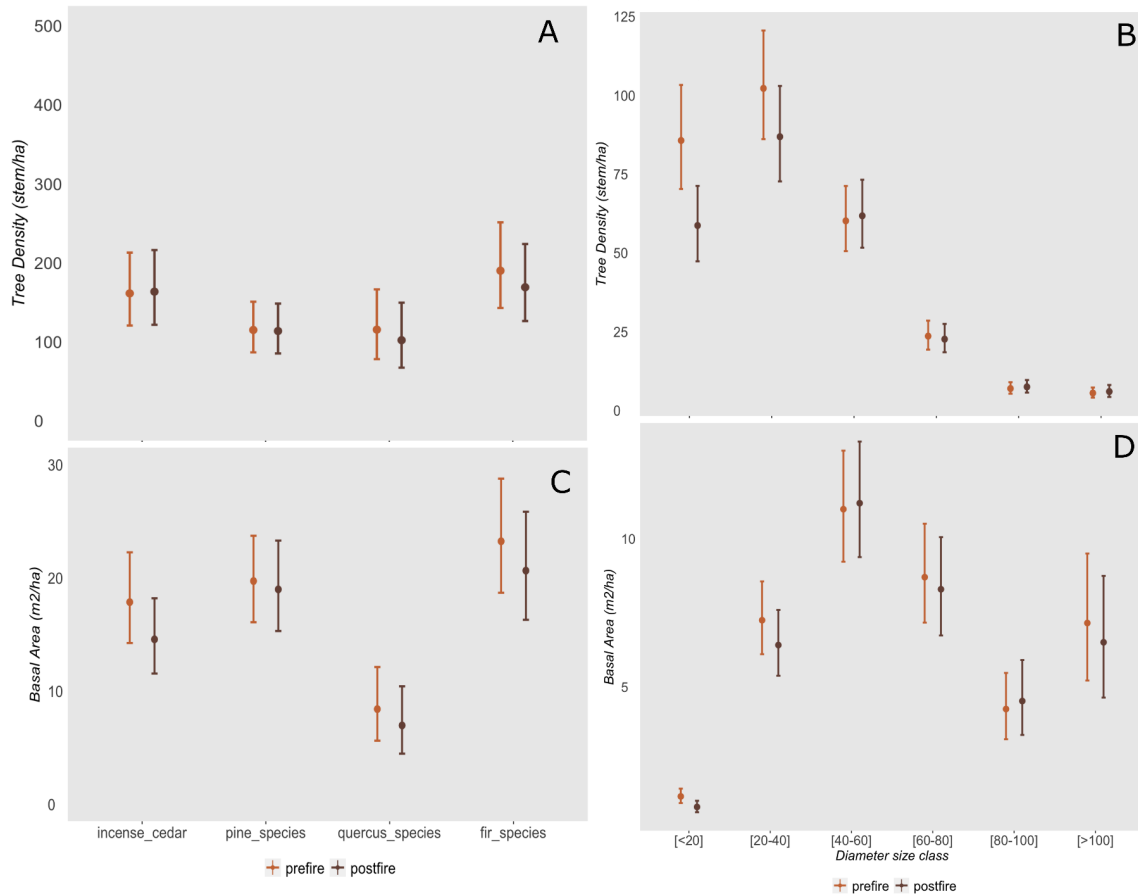 A
500
400
300
200
100
0
Tree Density (stem/ha)
B
125
100
75
50
25
0
Tree Density (stem/ha)
C
30
20
10
0
Basal Area (m2/ha)
incense_cedar pine_species quercus_species fir_species
prefire postfire
D
10
5
Basal Area (m2/ha)
[<20] [20-40] [40-60] [60-80] [80-100] [>100]
Diameter size class
prefire postfire